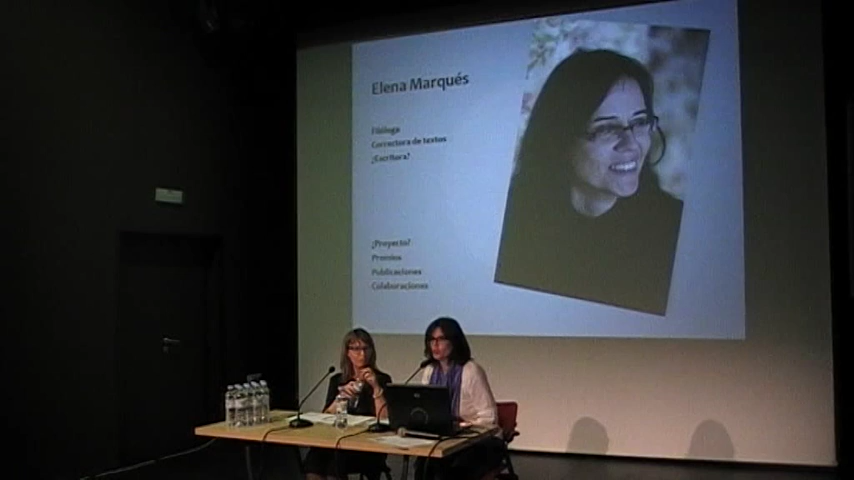 Elena Marqués
Filóloga
Correctora de textos
¿Escritora?
¿Proyecto?
Premios
Publicaciones
Colaboraciones